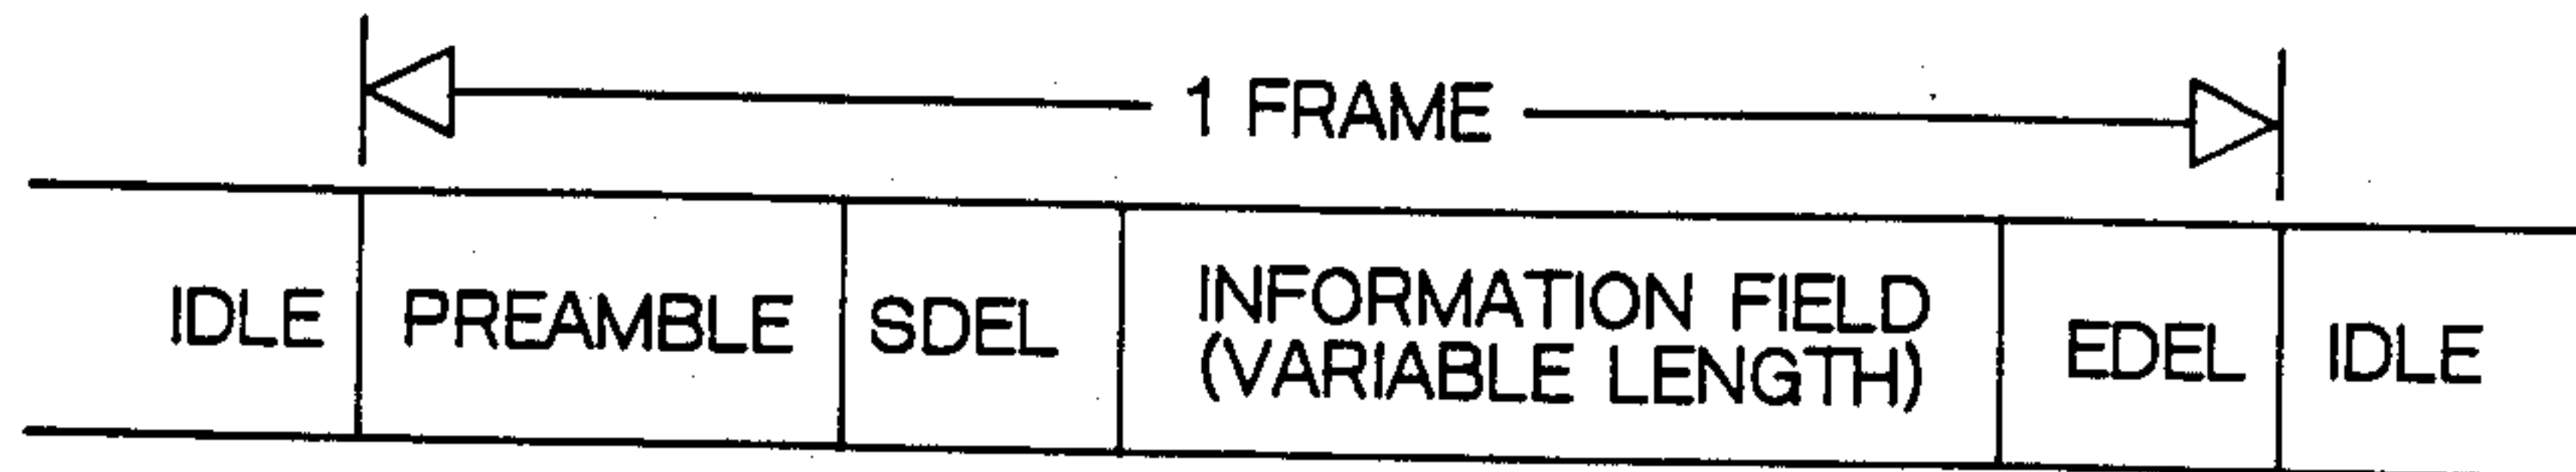 1 FRAME
IDLE PREAMBLE SDEL INFORMATION FIELD (VARIABLE LENGTH) EDEL IDLE